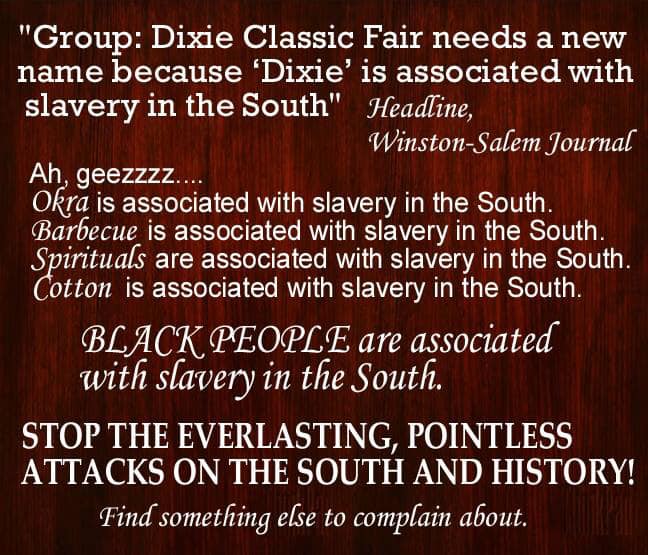 "Group: Dixie Classic Fair needs a new
name because ‘Dixie’ is associated with
slavery in the South" Headline,
Winston-Salem Journal
Ah, geezzzz....
Okra is associated with slavery in the South.
Barbecue is associated with slavery in the South.
Spirituals are associated with slavery in the South.
Cotton is associated with slavery in the South.
BLACK PEOPLE are associated
with slavery in the South.
STOP THE EVERLASTING, POINTLESS
ATTACKS ON THE SOUTH AND HISTORY!
Find something else to complain about.